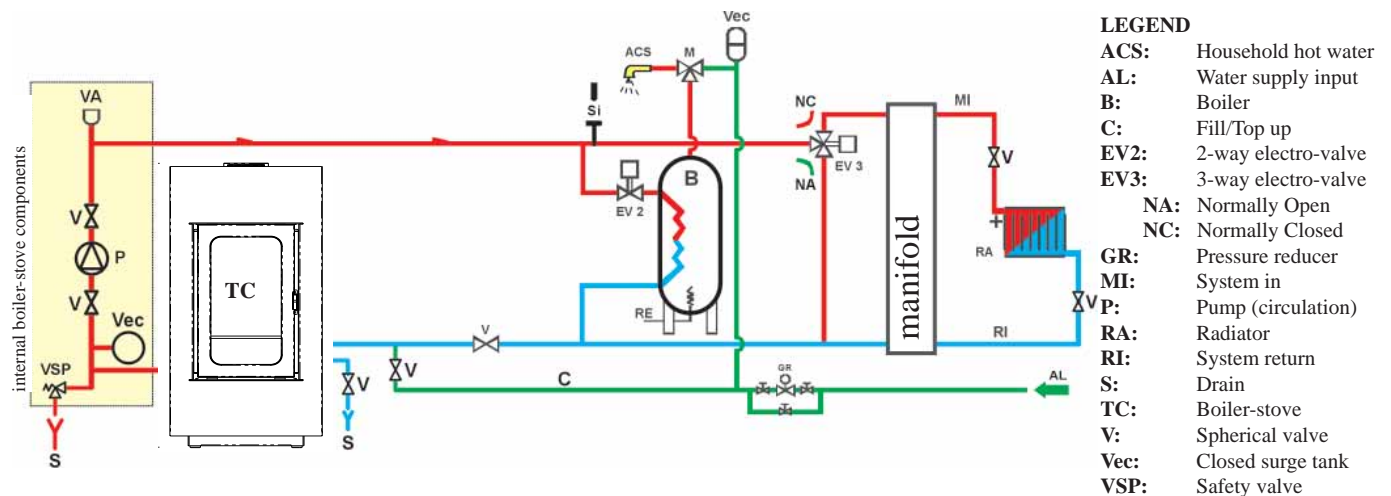 Vec
ACS
M
VA
Si
NC
MI
V
EV 3
NA
B
EV 2
V
P
RA
+
V
TC
manifold
internal boiler-stove components
Vec
RE
V
V
RI
VSP
V
V
C
GR
AL
S
S
LEGEND
ACS: Household hot water
AL: Water supply input
B: Boiler
C: Fill/Top up
EV2: 2-way electro-valve
EV3: 3-way electro-valve
NA: Normally Open
NC: Normally Closed
GR: Pressure reducer
MI: System in
P: Pump (circulation)
RA: Radiator
RI: System return
S: Drain
TC: Boiler-stove
V: Spherical valve
Vec: Closed surge tank
VSP: Safety valve